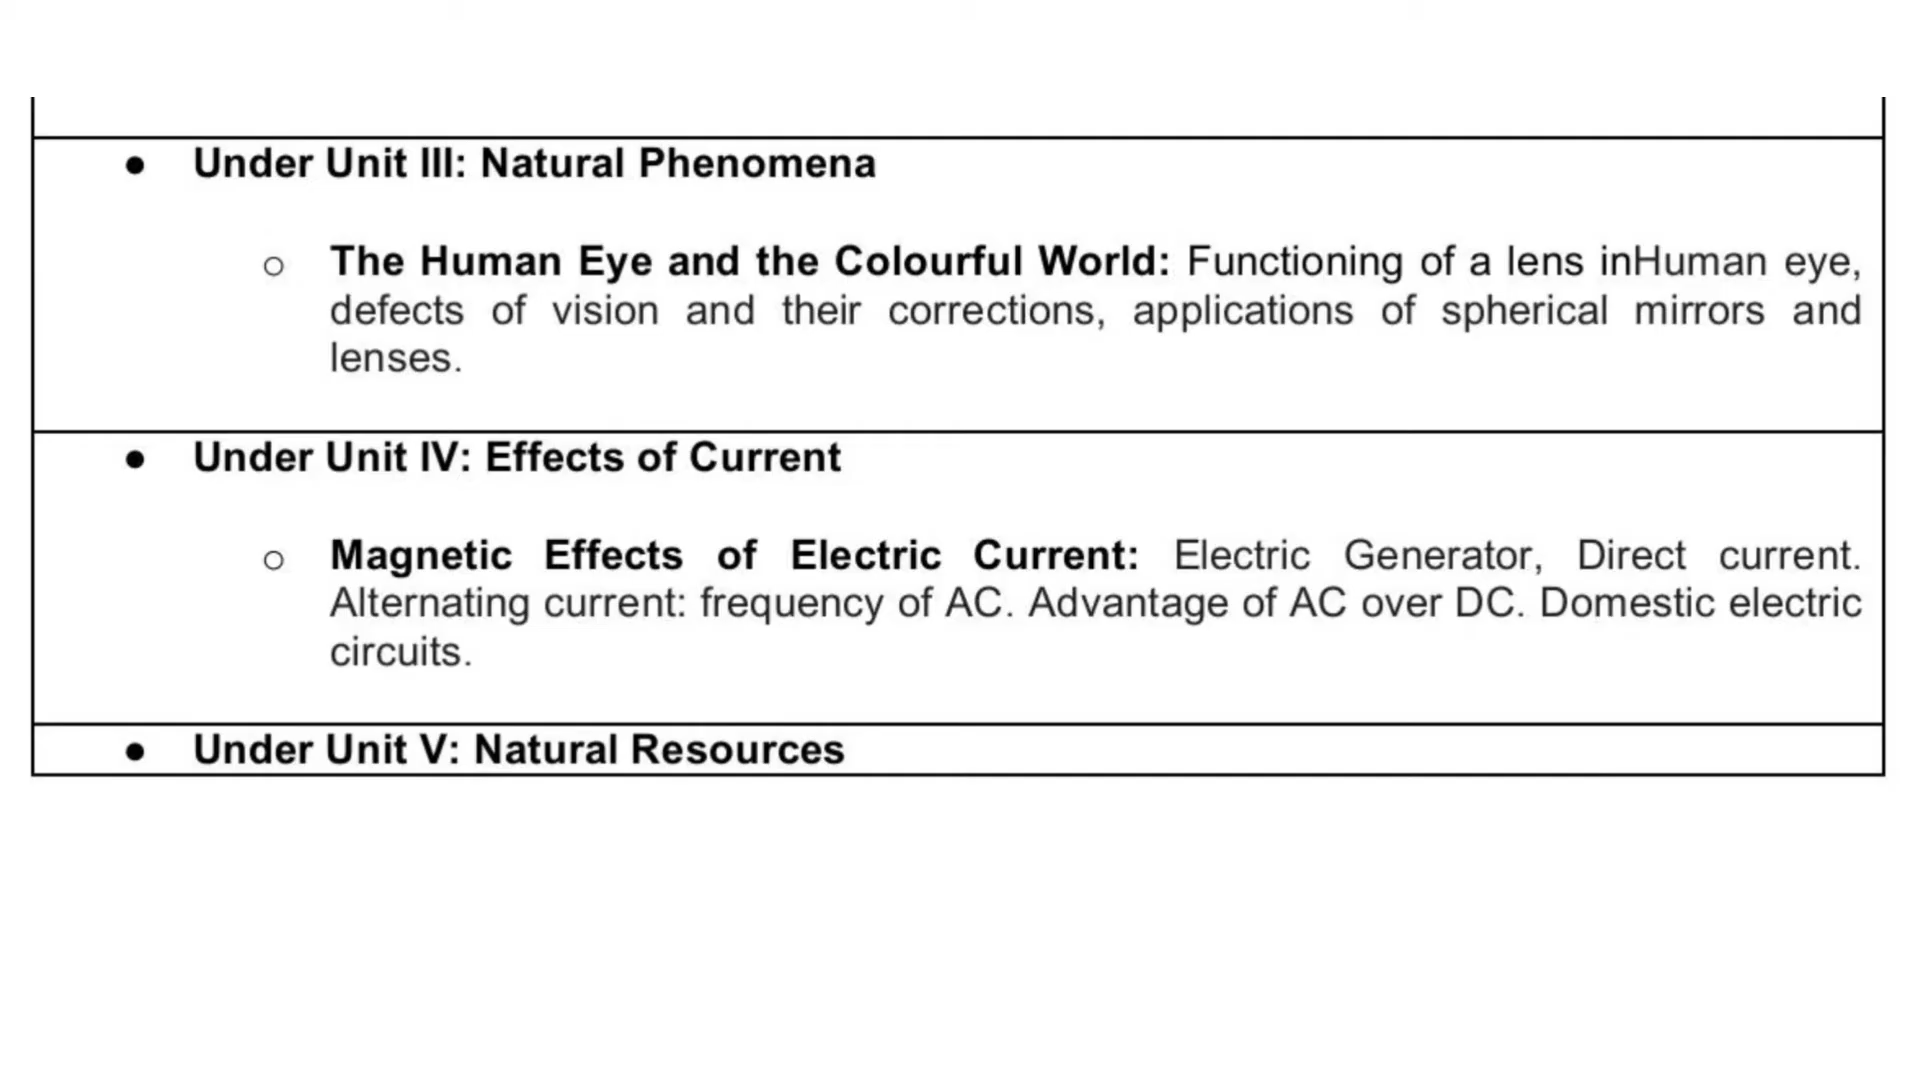 ● Under Unit III: Natural Phenomena
○ The Human Eye and the Colourful World: Functioning of a lens inHuman eye,
defects of vision and their corrections, applications of spherical mirrors and
lenses.
● Under Unit IV: Effects of Current
○ Magnetic Effects of Electric Current: Electric Generator, Direct current.
Alternating current: frequency of AC. Advantage of AC over DC. Domestic electric
circuits.
● Under Unit V: Natural Resources